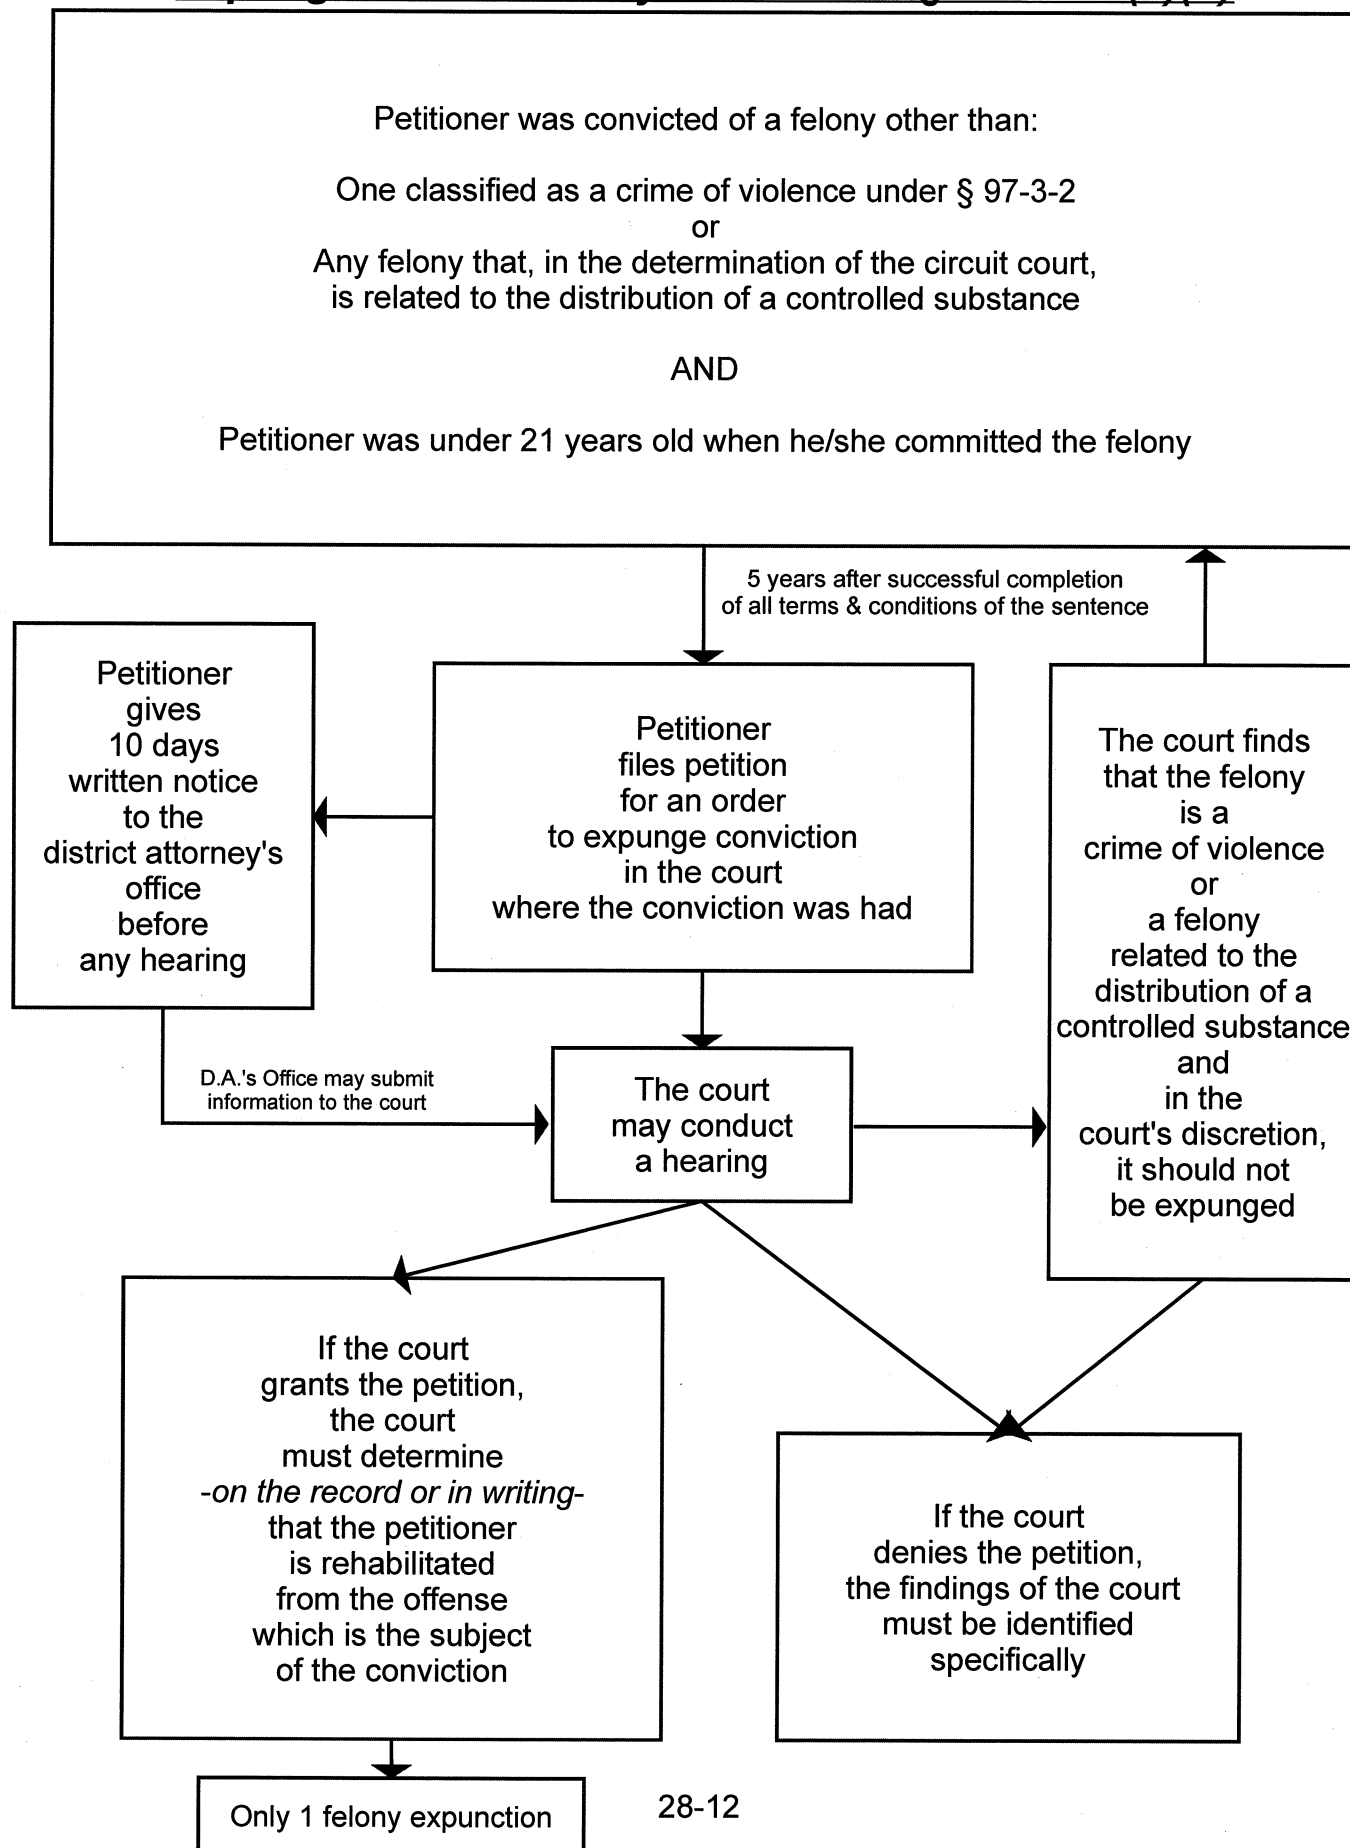 Petitioner was convicted of a felony other than:
One classified as a crime of violence under § 97-3-2
or
Any felony that, in the determination of the circuit court,
is related to the distribution of a controlled substance
AND
Petitioner was under 21 years old when he/she committed the felony
5 years after successful completion
of all terms & conditions of the sentence
Petitioner
gives
10 days
written notice
to the
district attorney's
office
before
any hearing
Petitioner
files petition
for an order
to expunge conviction
in the court
where the conviction was had
The court finds
that the felony
is a
crime of violence
or
a felony
related to the
distribution of a
controlled substance
and
in the
court's discretion,
it should not
be expunged
D.A.'s Office may submit
information to the court
The court
may conduct
a hearing
If the court
grants the petition,
the court
must determine
-on the record or in writing-
that the petitioner
is rehabilitated
from the offense
which is the subject
of the conviction
If the court
denies the petition,
the findings of the court
must be identified
specifically
Only 1 felony expunction
28-12